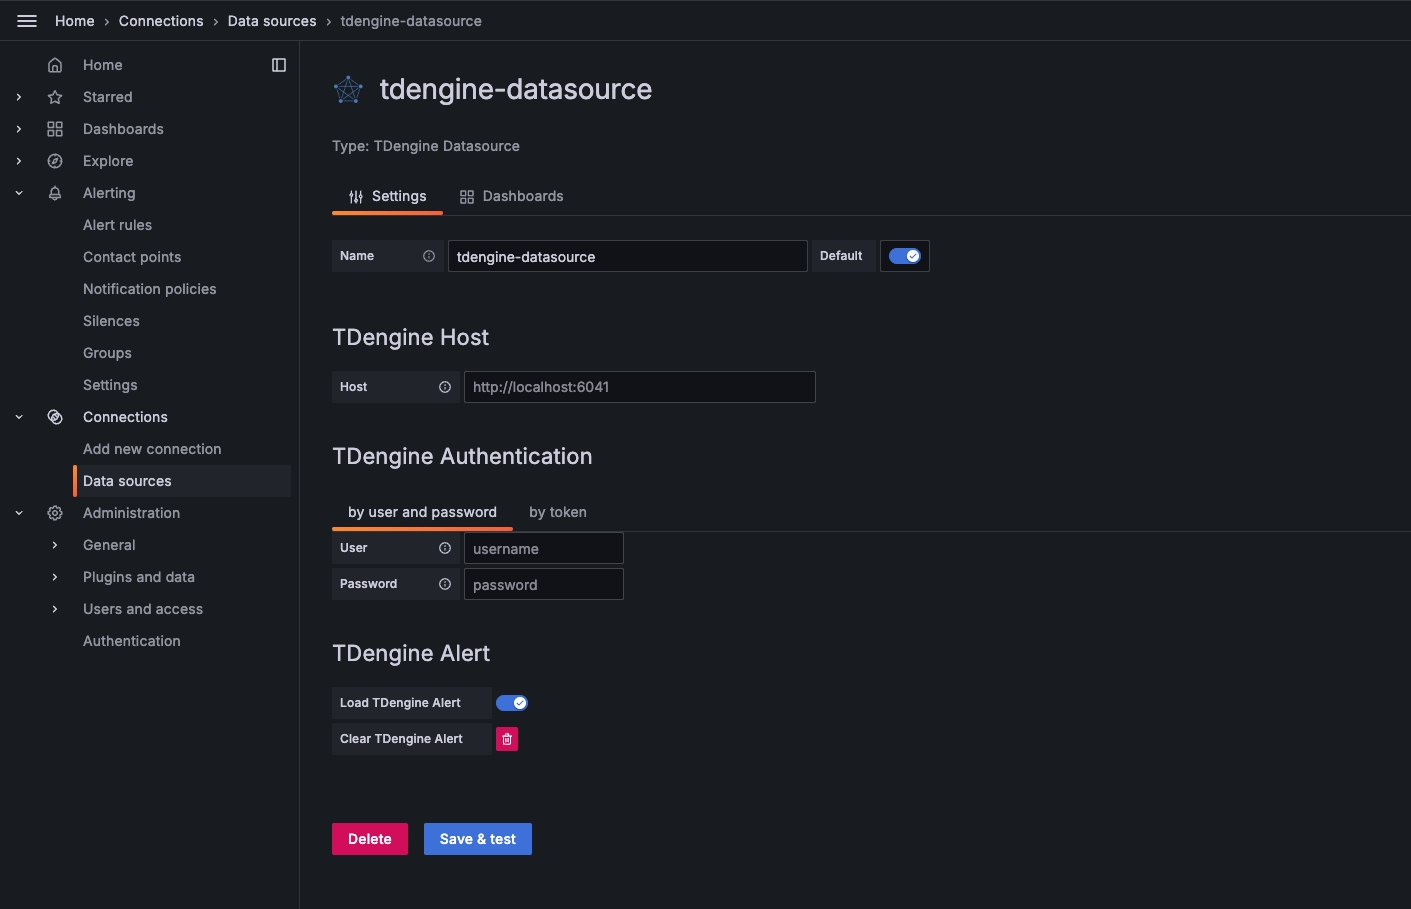 Home › Connections › Data sources › tdengine-datasource
Home
Starred
Dashboards
Explore
Alerting
Alert rules
Contact points
Notification policies
Silences
Groups
Settings
Connections
Add new connection
Data sources
Administration
General
Plugins and data
Users and access
Authentication
tdengine-datasource
Type: TDengine Datasource
Settings Dashboards
Name tdengine-datasource Default
TDengine Host
Host http://localhost:6041
TDengine Authentication
by user and password by token
User username
Password password
TDengine Alert
Load TDengine Alert
Clear TDengine Alert
Delete Save & test